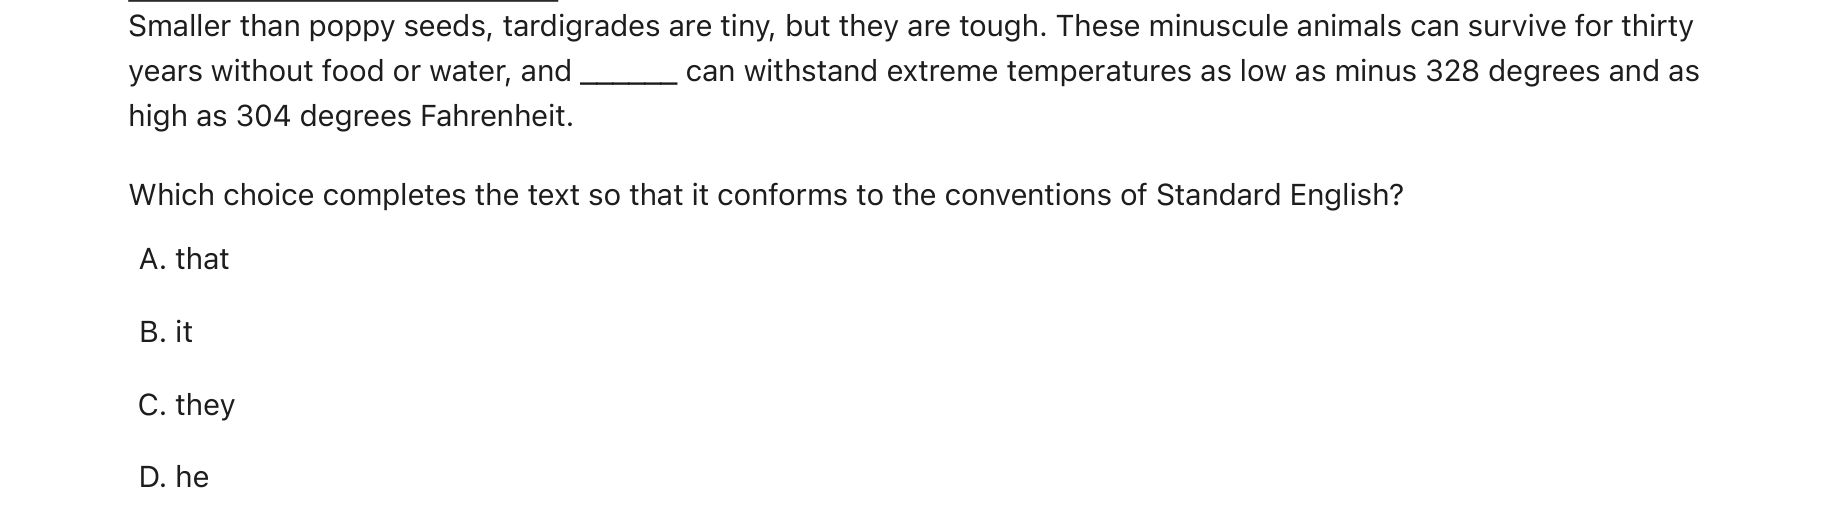 Smaller than poppy seeds, tardigrades are tiny, but they are tough. These minuscule animals can survive for thirty
years without food or water, and ______ can withstand extreme temperatures as low as minus 328 degrees and as
high as 304 degrees Fahrenheit.
Which choice completes the text so that it conforms to the conventions of Standard English?
A. that
B. it
C. they
D. he